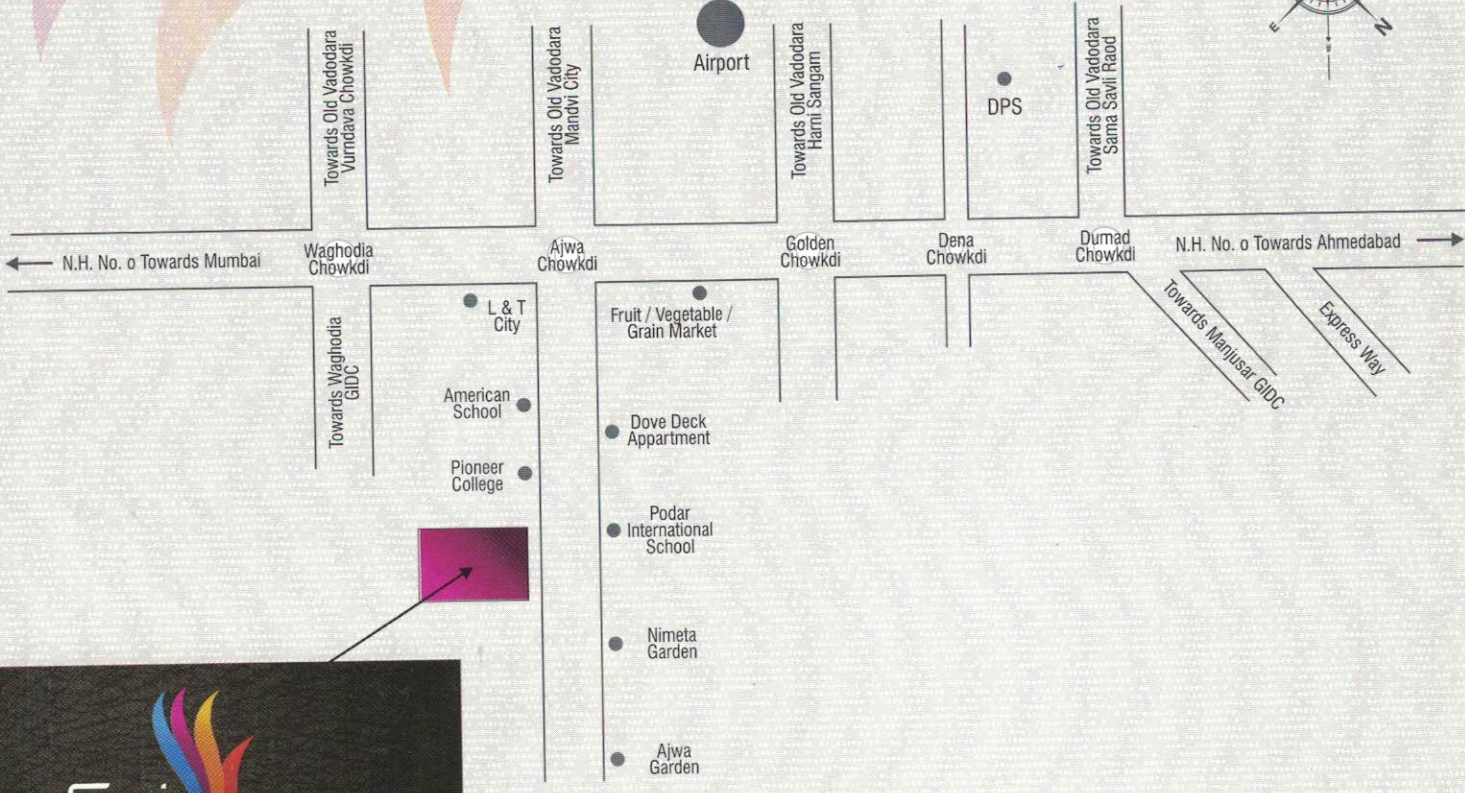 Towards Old Vadodara
Vurndava Chowkdi
Towards Old Vadodara
Mandvi City
Airport
Towards Old Vadodara
Harni Sangam
DPS
Towards Old Vadodara
Sama Savli Raod
E
N
N.H. No. o Towards Mumbai
Waghodia
Chowkdi
Ajwa
Chowkdi
Golden
Chowkdi
Dena
Chowkdi
Dumad
Chowkdi
N.H. No. o Towards Ahmedabad
Towards Waghodia
GIDC
L & T
City
Fruit / Vegetable /
Grain Market
Towards Manjusar GIDC
Express Way
American
School
Dove Deck
Appartment
Pioneer
College
Podar
International
School
Nimeta
Garden
Ajwa
Garden